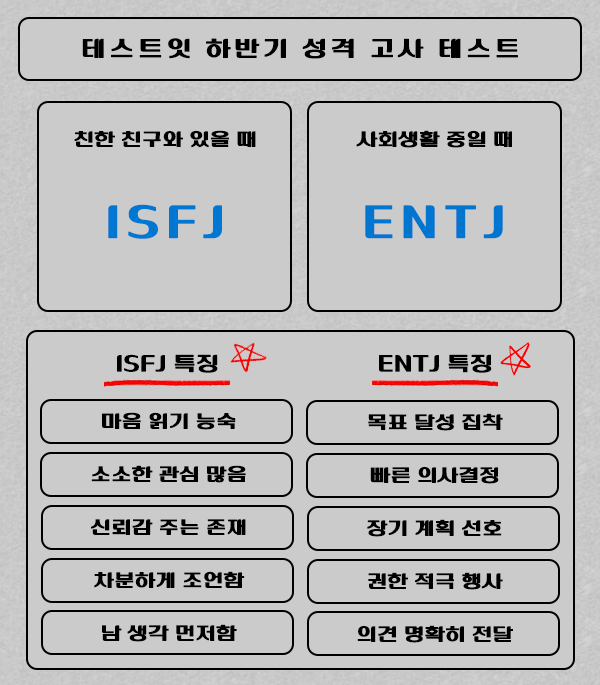 테스트잇 하반기 성격 고사 테스트
친한 친구와 있을 때
사회생활 중일 때
ISFJ
ENTJ
ISFJ 특징
ENTJ 특징
마음 읽기 능숙
목표 달성 집착
소소한 관심 많음
빠른 의사결정
신뢰감 주는 존재
장기 계획 선호
차분하게 조언함
권한 적극 행사
남 생각 먼저함
의견 명확히 전달